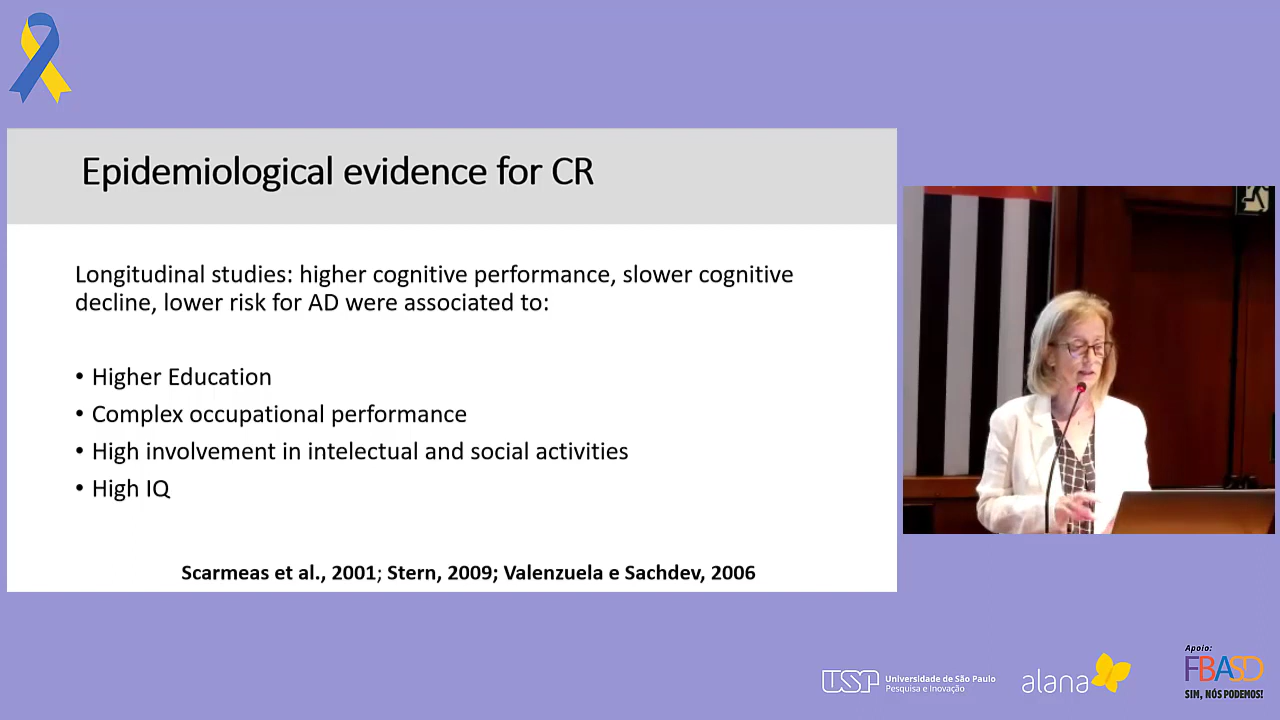 Epidemiological evidence for CR
Longitudinal studies: higher cognitive performance, slower cognitive
decline, lower risk for AD were associated to:
• Higher Education
• Complex occupational performance
• High involvement in intelectual and social activities
• High IQ
Scarmeas et al., 2001; Stern, 2009; Valenzuela e Sachdev, 2006
USP Universidade de São Paulo
Pesquisa e Inovação
alana
Apoio:
FBASD
SIM, NÓS PODEMOS!